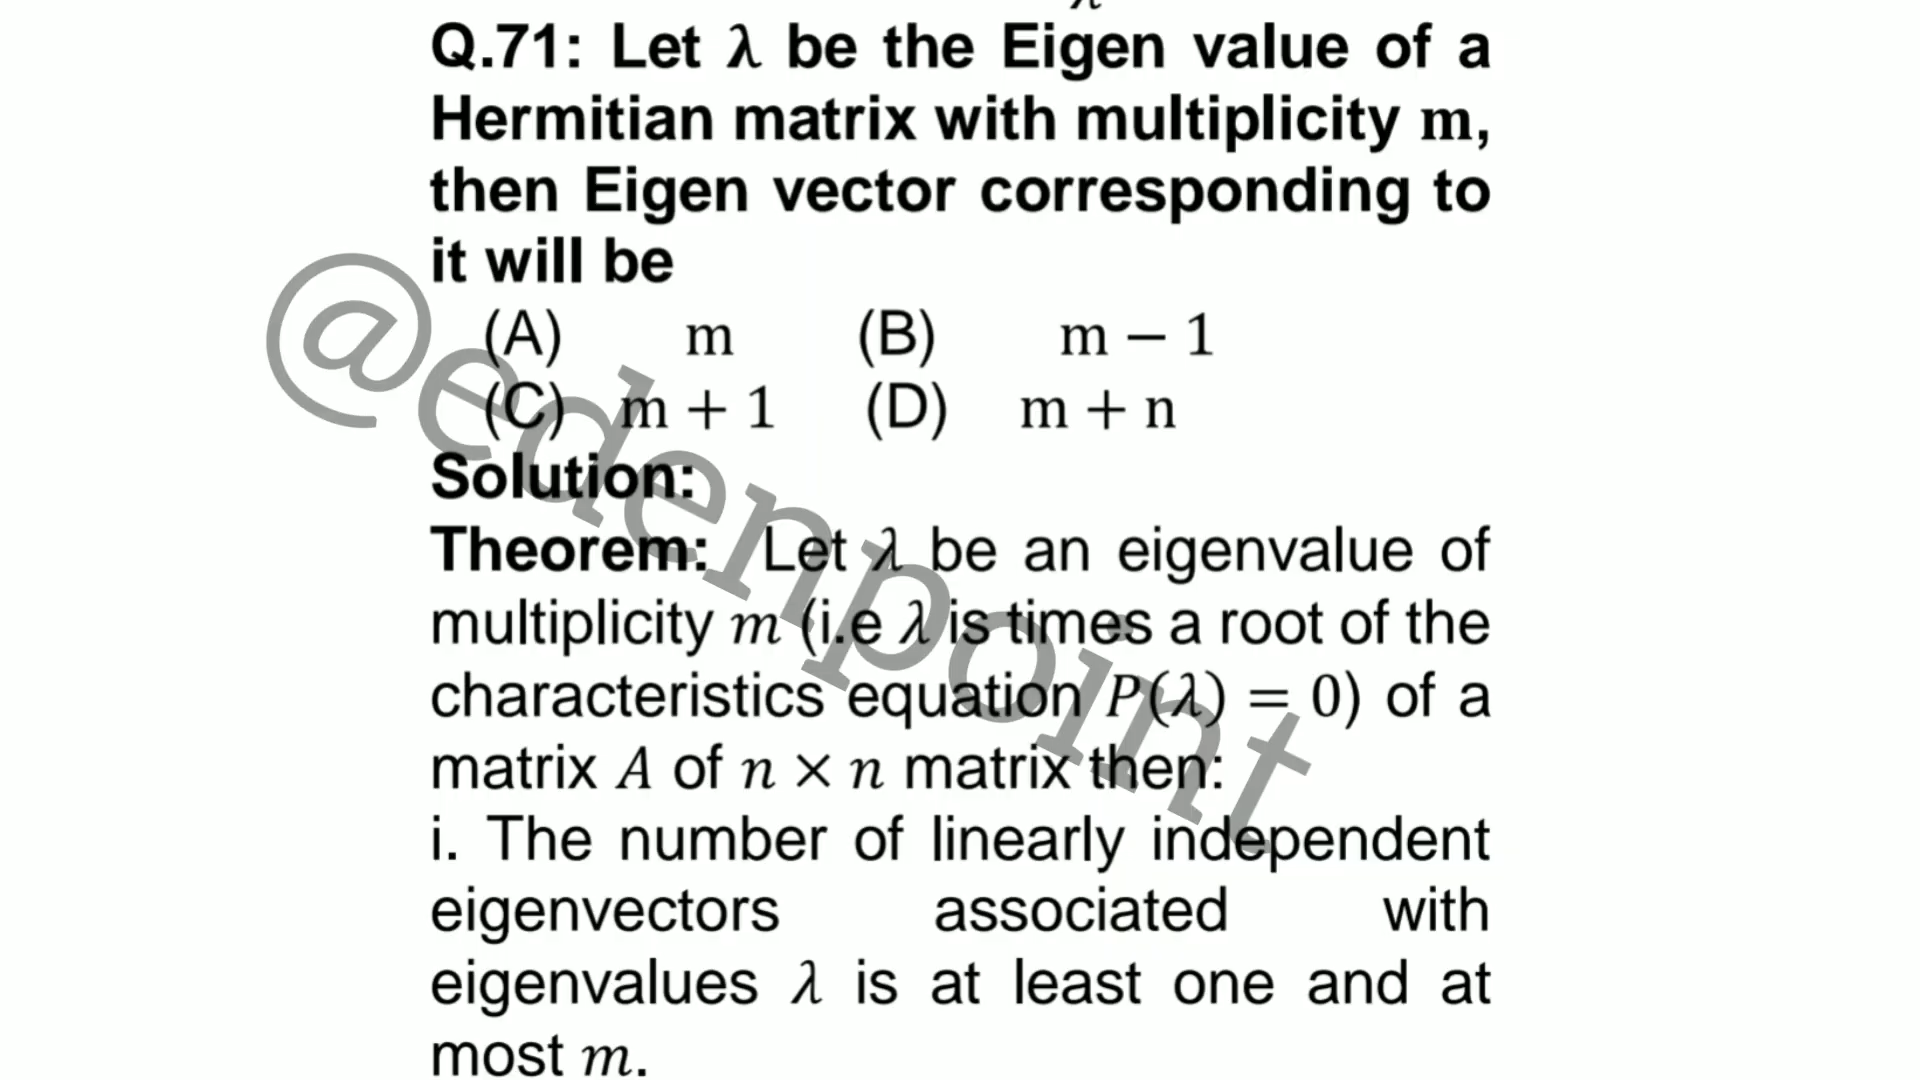 Q.71: Let λ be the Eigen value of a
Hermitian matrix with multiplicity m,
then Eigen vector corresponding to
it will be
(A) m (B) m − 1
(C) m + 1 (D) m + n
Solution:
Theorem: Let λ be an eigenvalue of
multiplicity m (i.e λ is times a root of the
characteristics equation P(λ) = 0) of a
matrix A of n × n matrix then:
i. The number of linearly independent
eigenvectors associated with
eigenvalues λ is at least one and at
most m.
@edenpoint